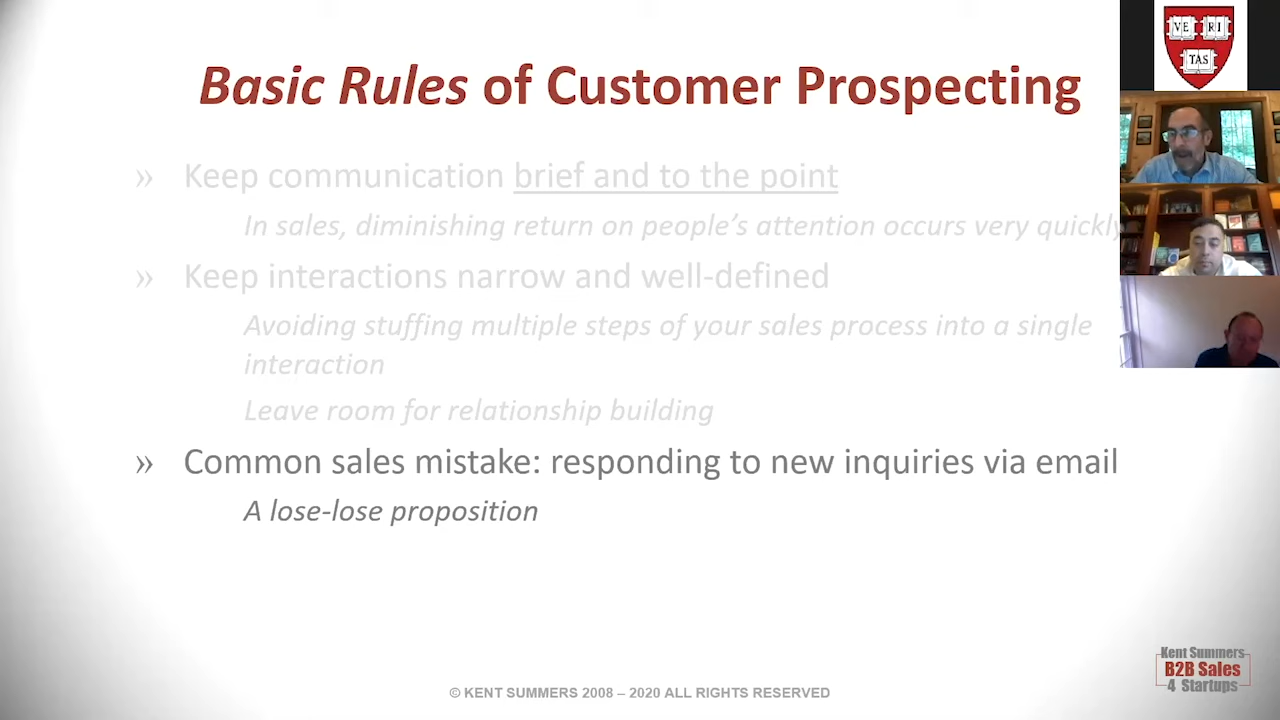 Basic Rules of Customer Prospecting
VE RI
TAS
» Keep communication brief and to the point
In sales, diminishing return on people’s attention occurs very quickly
» Keep interactions narrow and well-defined
Avoiding stuffing multiple steps of your sales process into a single
interaction
Leave room for relationship building
» Common sales mistake: responding to new inquiries via email
A lose-lose proposition
Kent Summers
B2B Sales
4 Startups
© KENT SUMMERS 2008 – 2020 ALL RIGHTS RESERVED